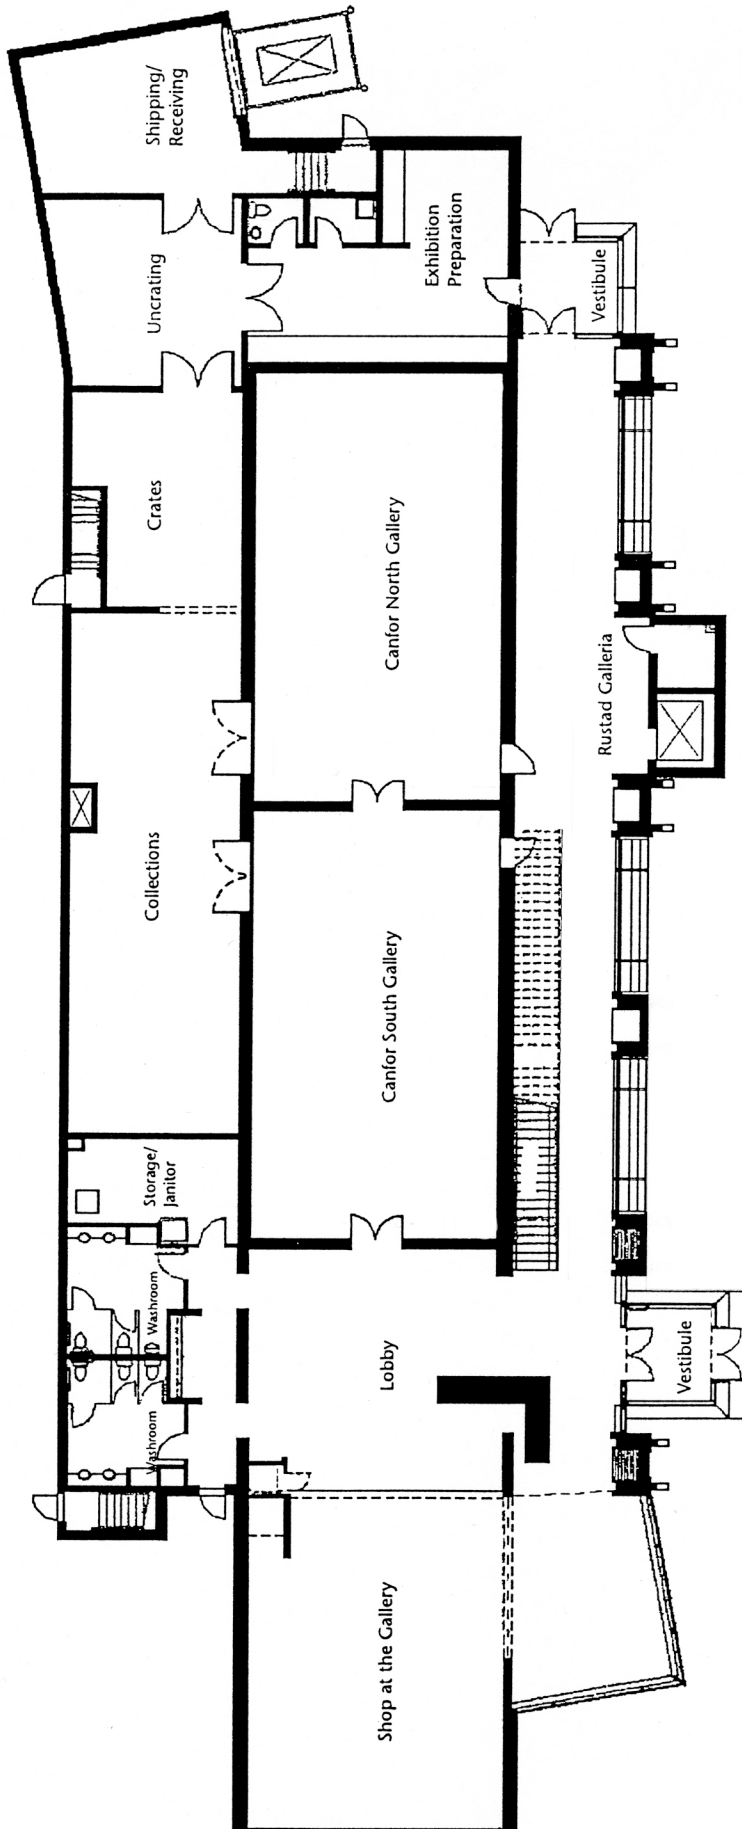 Shipping/
Receiving
Uncrating
Exhibition
Preparation
Vestibule
Crates
Canfor North Gallery
Rustad Galleria
Collections
Canfor South Gallery
Storage/
Janitor
Washroom
Washroom
Lobby
Vestibule
Shop at the Gallery